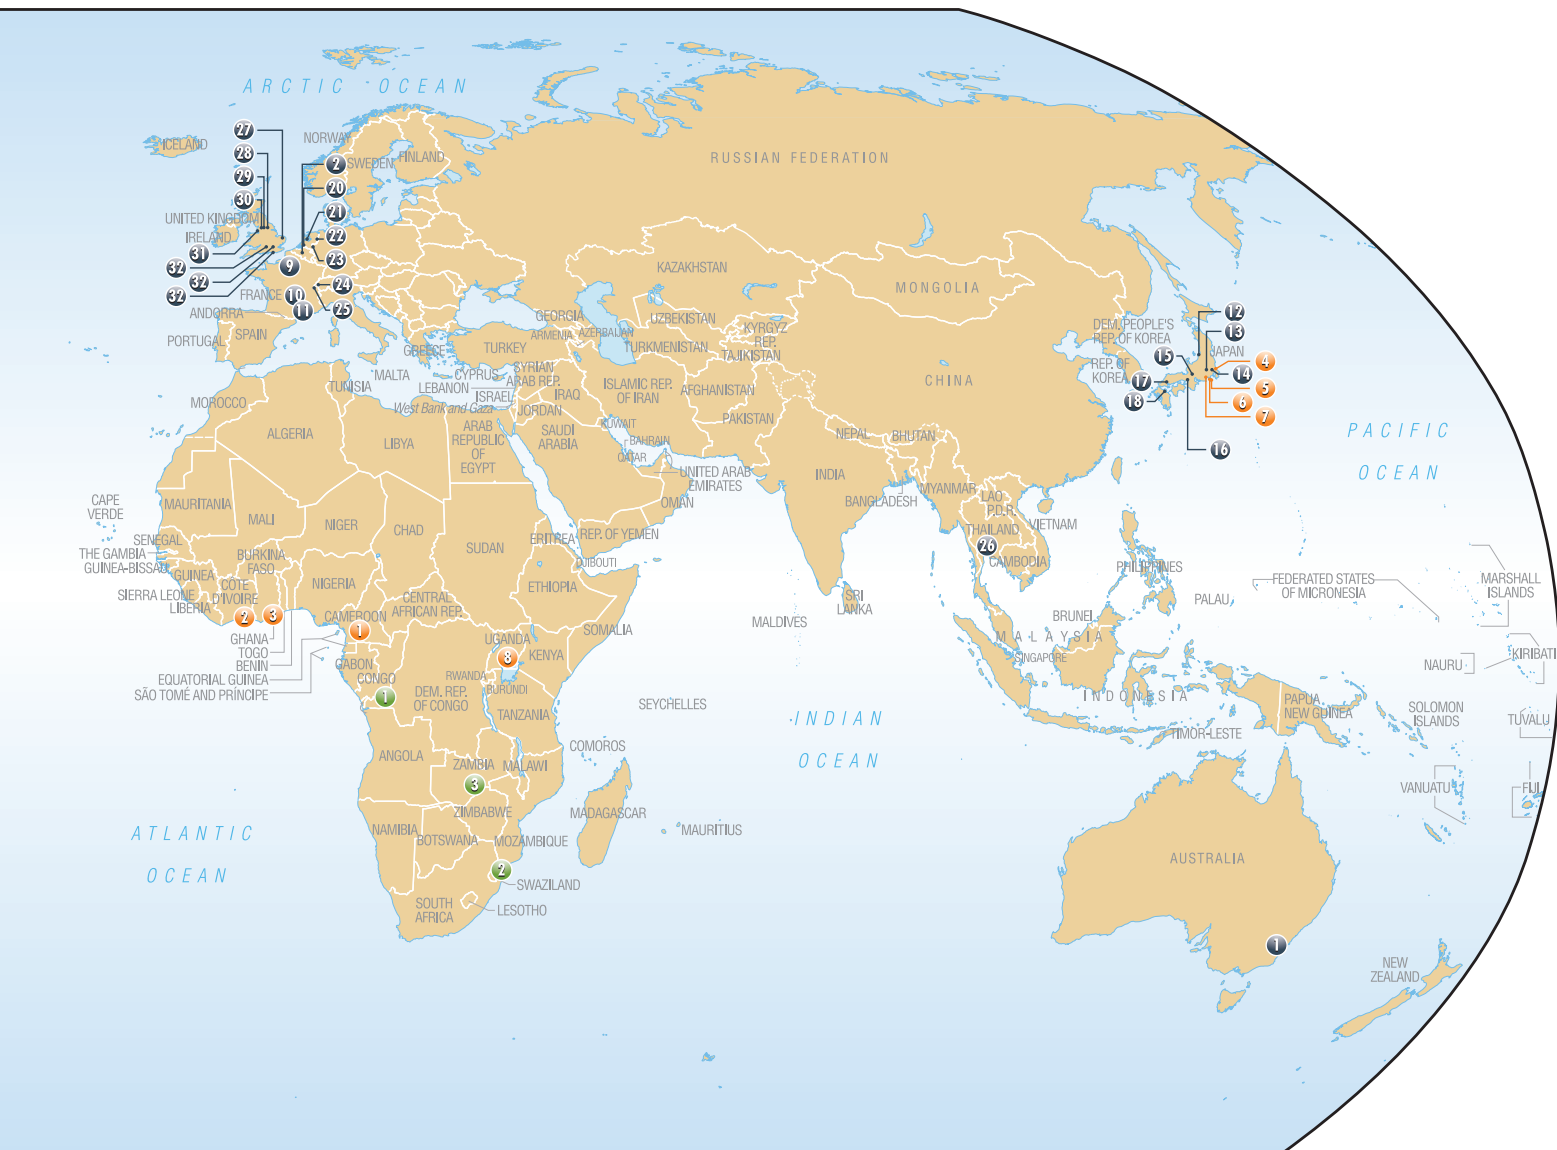 ARCTIC OCEAN
27
28
29
30
ICELAND
NORWAY
2
SWEDEN
FINLAND
20
21
22
23
24
25
UNITED KINGDOM
IRELAND
31
32
32
32
9
10
11
FRANCE
ANDORRA
PORTUGAL
SPAIN
RUSSIAN FEDERATION
KAZAKHSTAN
MONGOLIA
GEORGIA
ARMENIA
AZERBAIJAN
UZBEKISTAN
TURKMENISTAN
KYRGYZ
REP.
TAJIKISTAN
GREECE
TURKEY
MALTA
TUNISIA
CYPRUS
LEBANON
ISRAEL
West Bank and Gaza
SYRIAN
ARAB REP.
IRAQ
JORDAN
ISLAMIC REP.
OF IRAN
AFGHANISTAN
PAKISTAN
CHINA
DEM. PEOPLE'S
REP. OF KOREA
REP. OF
KOREA
JAPAN
12
13
4
14
5
6
7
15
17
18
16
MOROCCO
ALGERIA
LIBYA
ARAB
REPUBLIC
OF
EGYPT
SAUDI
ARABIA
KUWAIT
BAHRAIN
QATAR
UNITED ARAB
EMIRATES
OMAN
REP. OF YEMEN
NEPAL
BHUTAN
INDIA
BANGLADESH
MYANMAR
LAO
P.D.R.
THAILAND
VIETNAM
26
CAMBODIA
PACIFIC
OCEAN
CAPE
VERDE
MAURITANIA
MALI
NIGER
CHAD
SUDAN
ERITREA
DJIBOUTI
ETHIOPIA
SENEGAL
THE GAMBIA
GUINEA-BISSAU
GUINEA
SIERRA LEONE
LIBERIA
BURKINA
FASO
CÔTE
D'IVOIRE
NIGERIA
CENTRAL
AFRICAN REP.
CAMEROON
2
3
1
GHANA
TOGO
BENIN
EQUATORIAL GUINEA
SÃO TOMÉ AND PRÍNCIPE
GABON
CONGO
1
DEM. REP.
OF CONGO
UGANDA
8
KENYA
SOMALIA
RWANDA
BURUNDI
TANZANIA
SRI
LANKA
MALDIVES
SEYCHELLES
PHILIPPINES
PALAU
BRUNEI
MALAYSIA
SINGAPORE
INDONESIA
TIMOR-LESTE
PAPUA
NEW GUINEA
FEDERATED STATES
OF MICRONESIA
MARSHALL
ISLANDS
NAURU
KIRIBATI
SOLOMON
ISLANDS
TUVALU
VANUATU
FIJI
INDIAN
OCEAN
ATLANTIC
OCEAN
ANGOLA
ZAMBIA
3
MALAWI
COMOROS
MADAGASCAR
MAURITIUS
NAMIBIA
BOTSWANA
ZIMBABWE
MOZAMBIQUE
2
SWAZILAND
LESOTHO
SOUTH
AFRICA
AUSTRALIA
1
NEW
ZEALAND